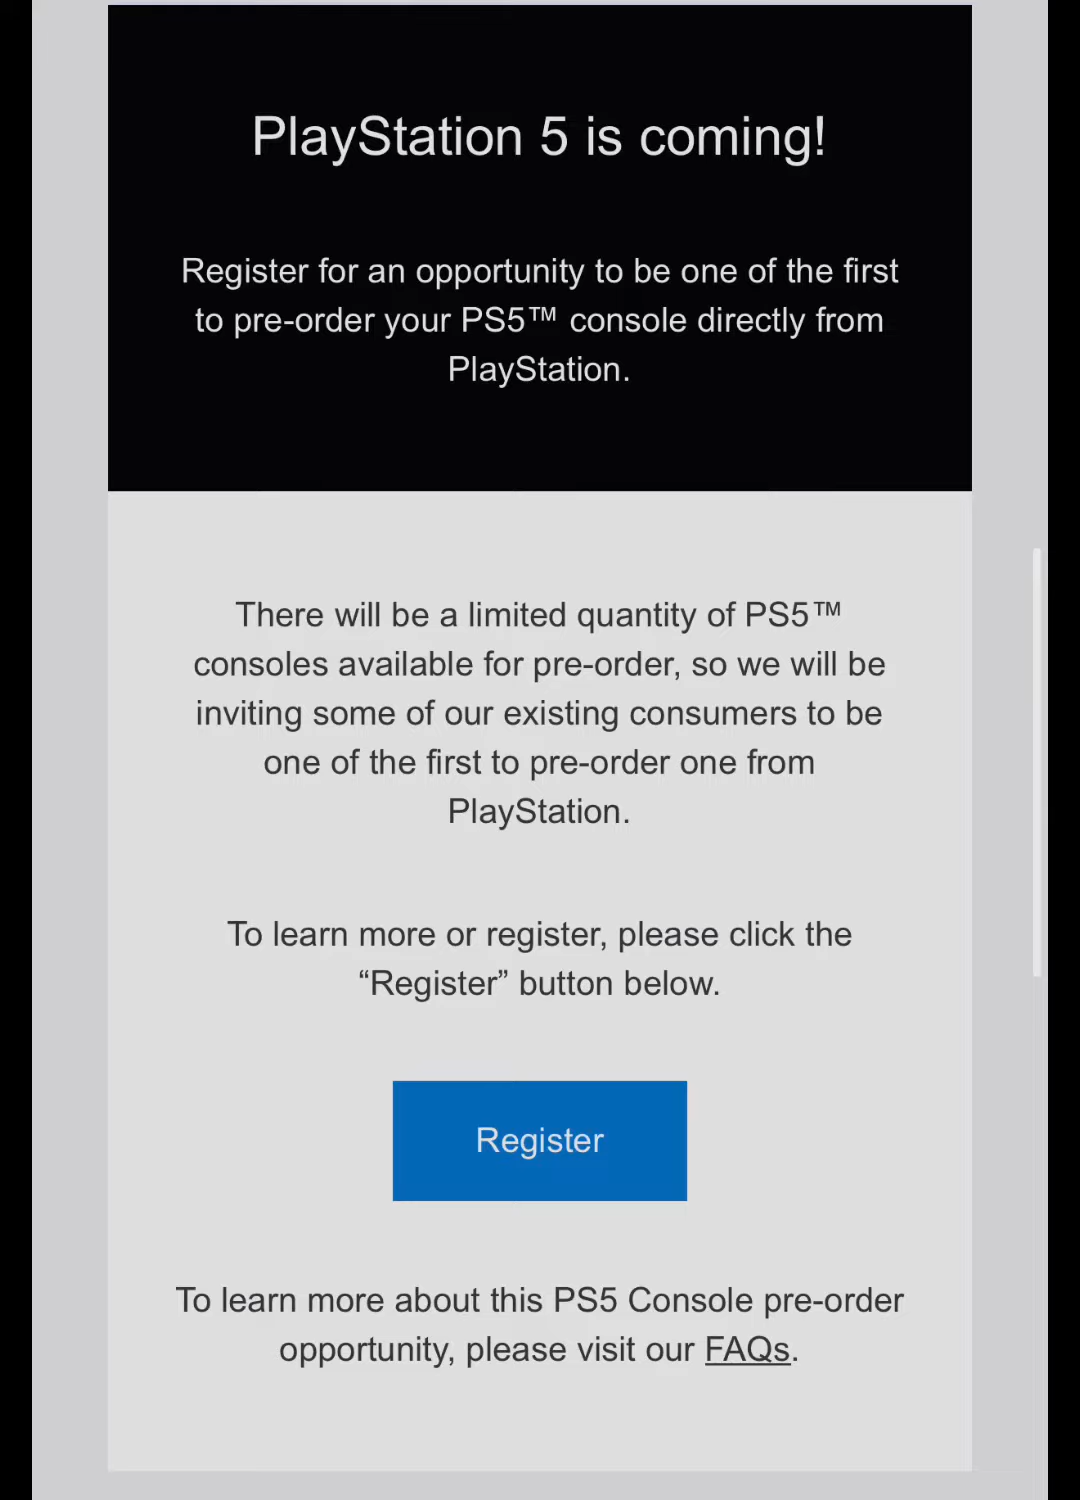 PlayStation 5 is coming!
Register for an opportunity to be one of the first
to pre-order your PS5™ console directly from
PlayStation.
There will be a limited quantity of PS5™
consoles available for pre-order, so we will be
inviting some of our existing consumers to be
one of the first to pre-order one from
PlayStation.
To learn more or register, please click the
“Register” button below.
Register
To learn more about this PS5 Console pre-order
opportunity, please visit our FAQs.